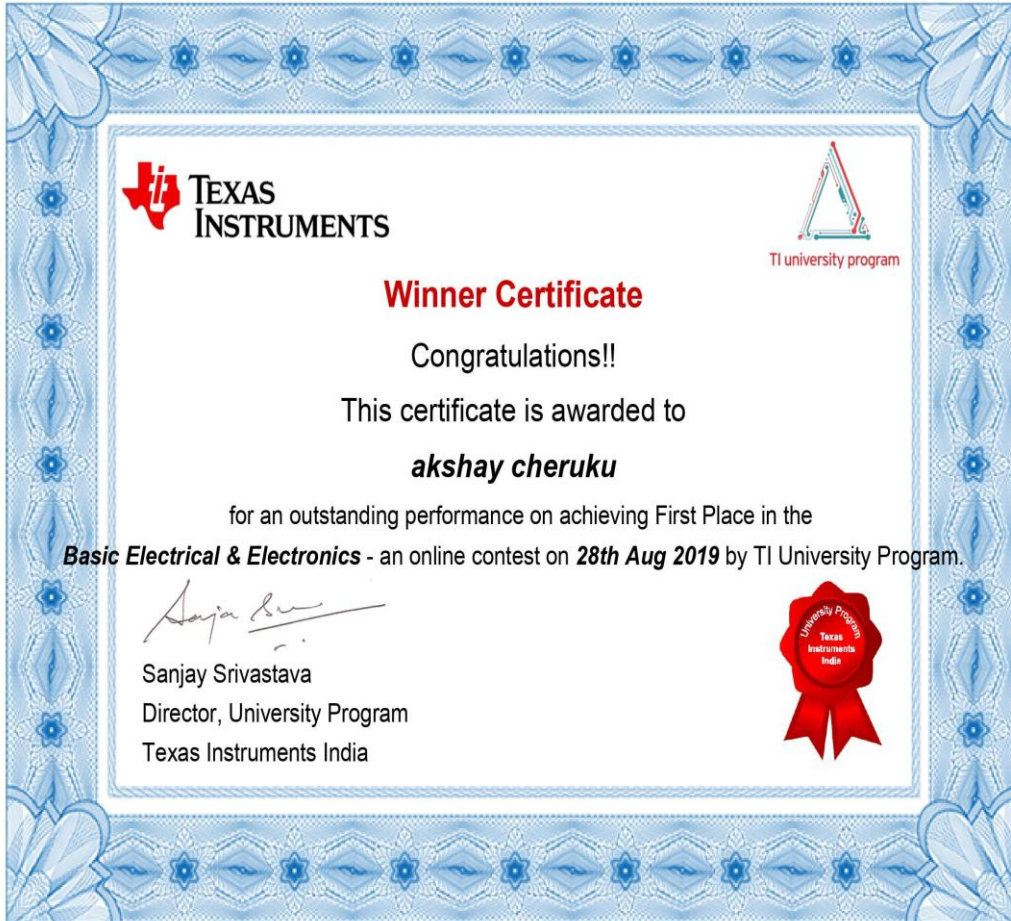 TEXAS
INSTRUMENTS
TI university program
Winner Certificate
Congratulations!!
This certificate is awarded to
akshay cheruku
for an outstanding performance on achieving First Place in the
Basic Electrical & Electronics - an online contest on 28th Aug 2019 by TI University Program.
Sanjay Srivastava
Director, University Program
Texas Instruments India
University Program
Texas
Instruments
India